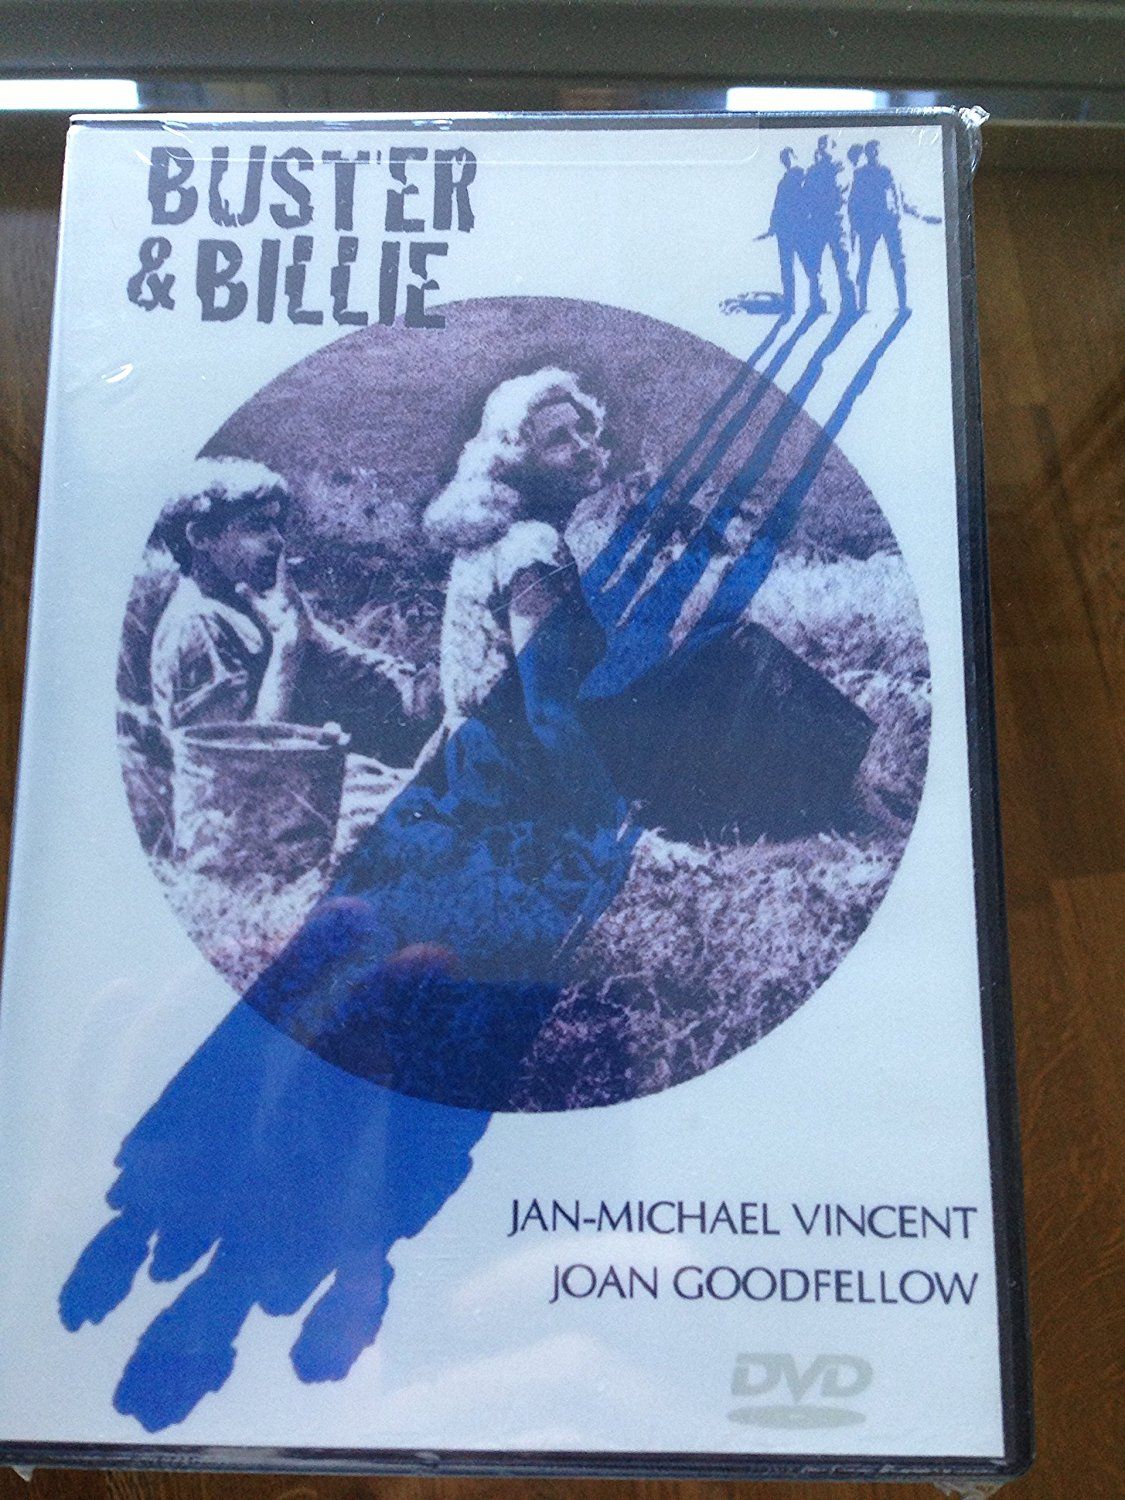 BUSTER
& BILLIE
JAN-MICHAEL VINCENT
JOAN GOODFELLOW
DVD